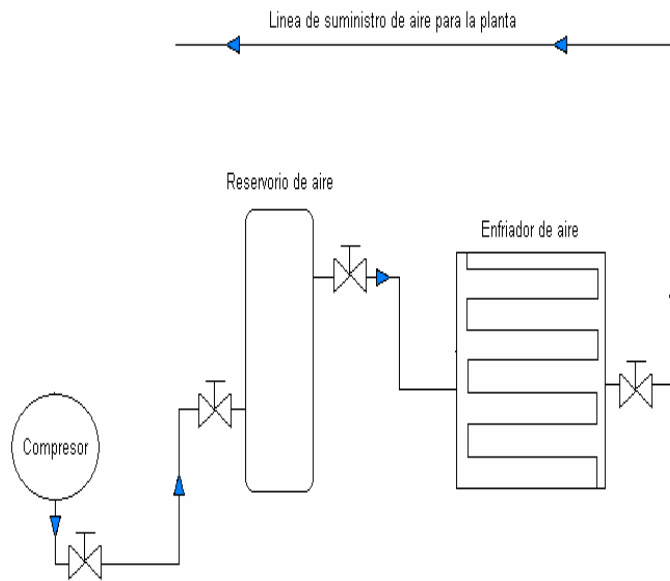 Linea de suministro de aire para la planta
Reservorio de aire
Enfriador de aire
Compresor